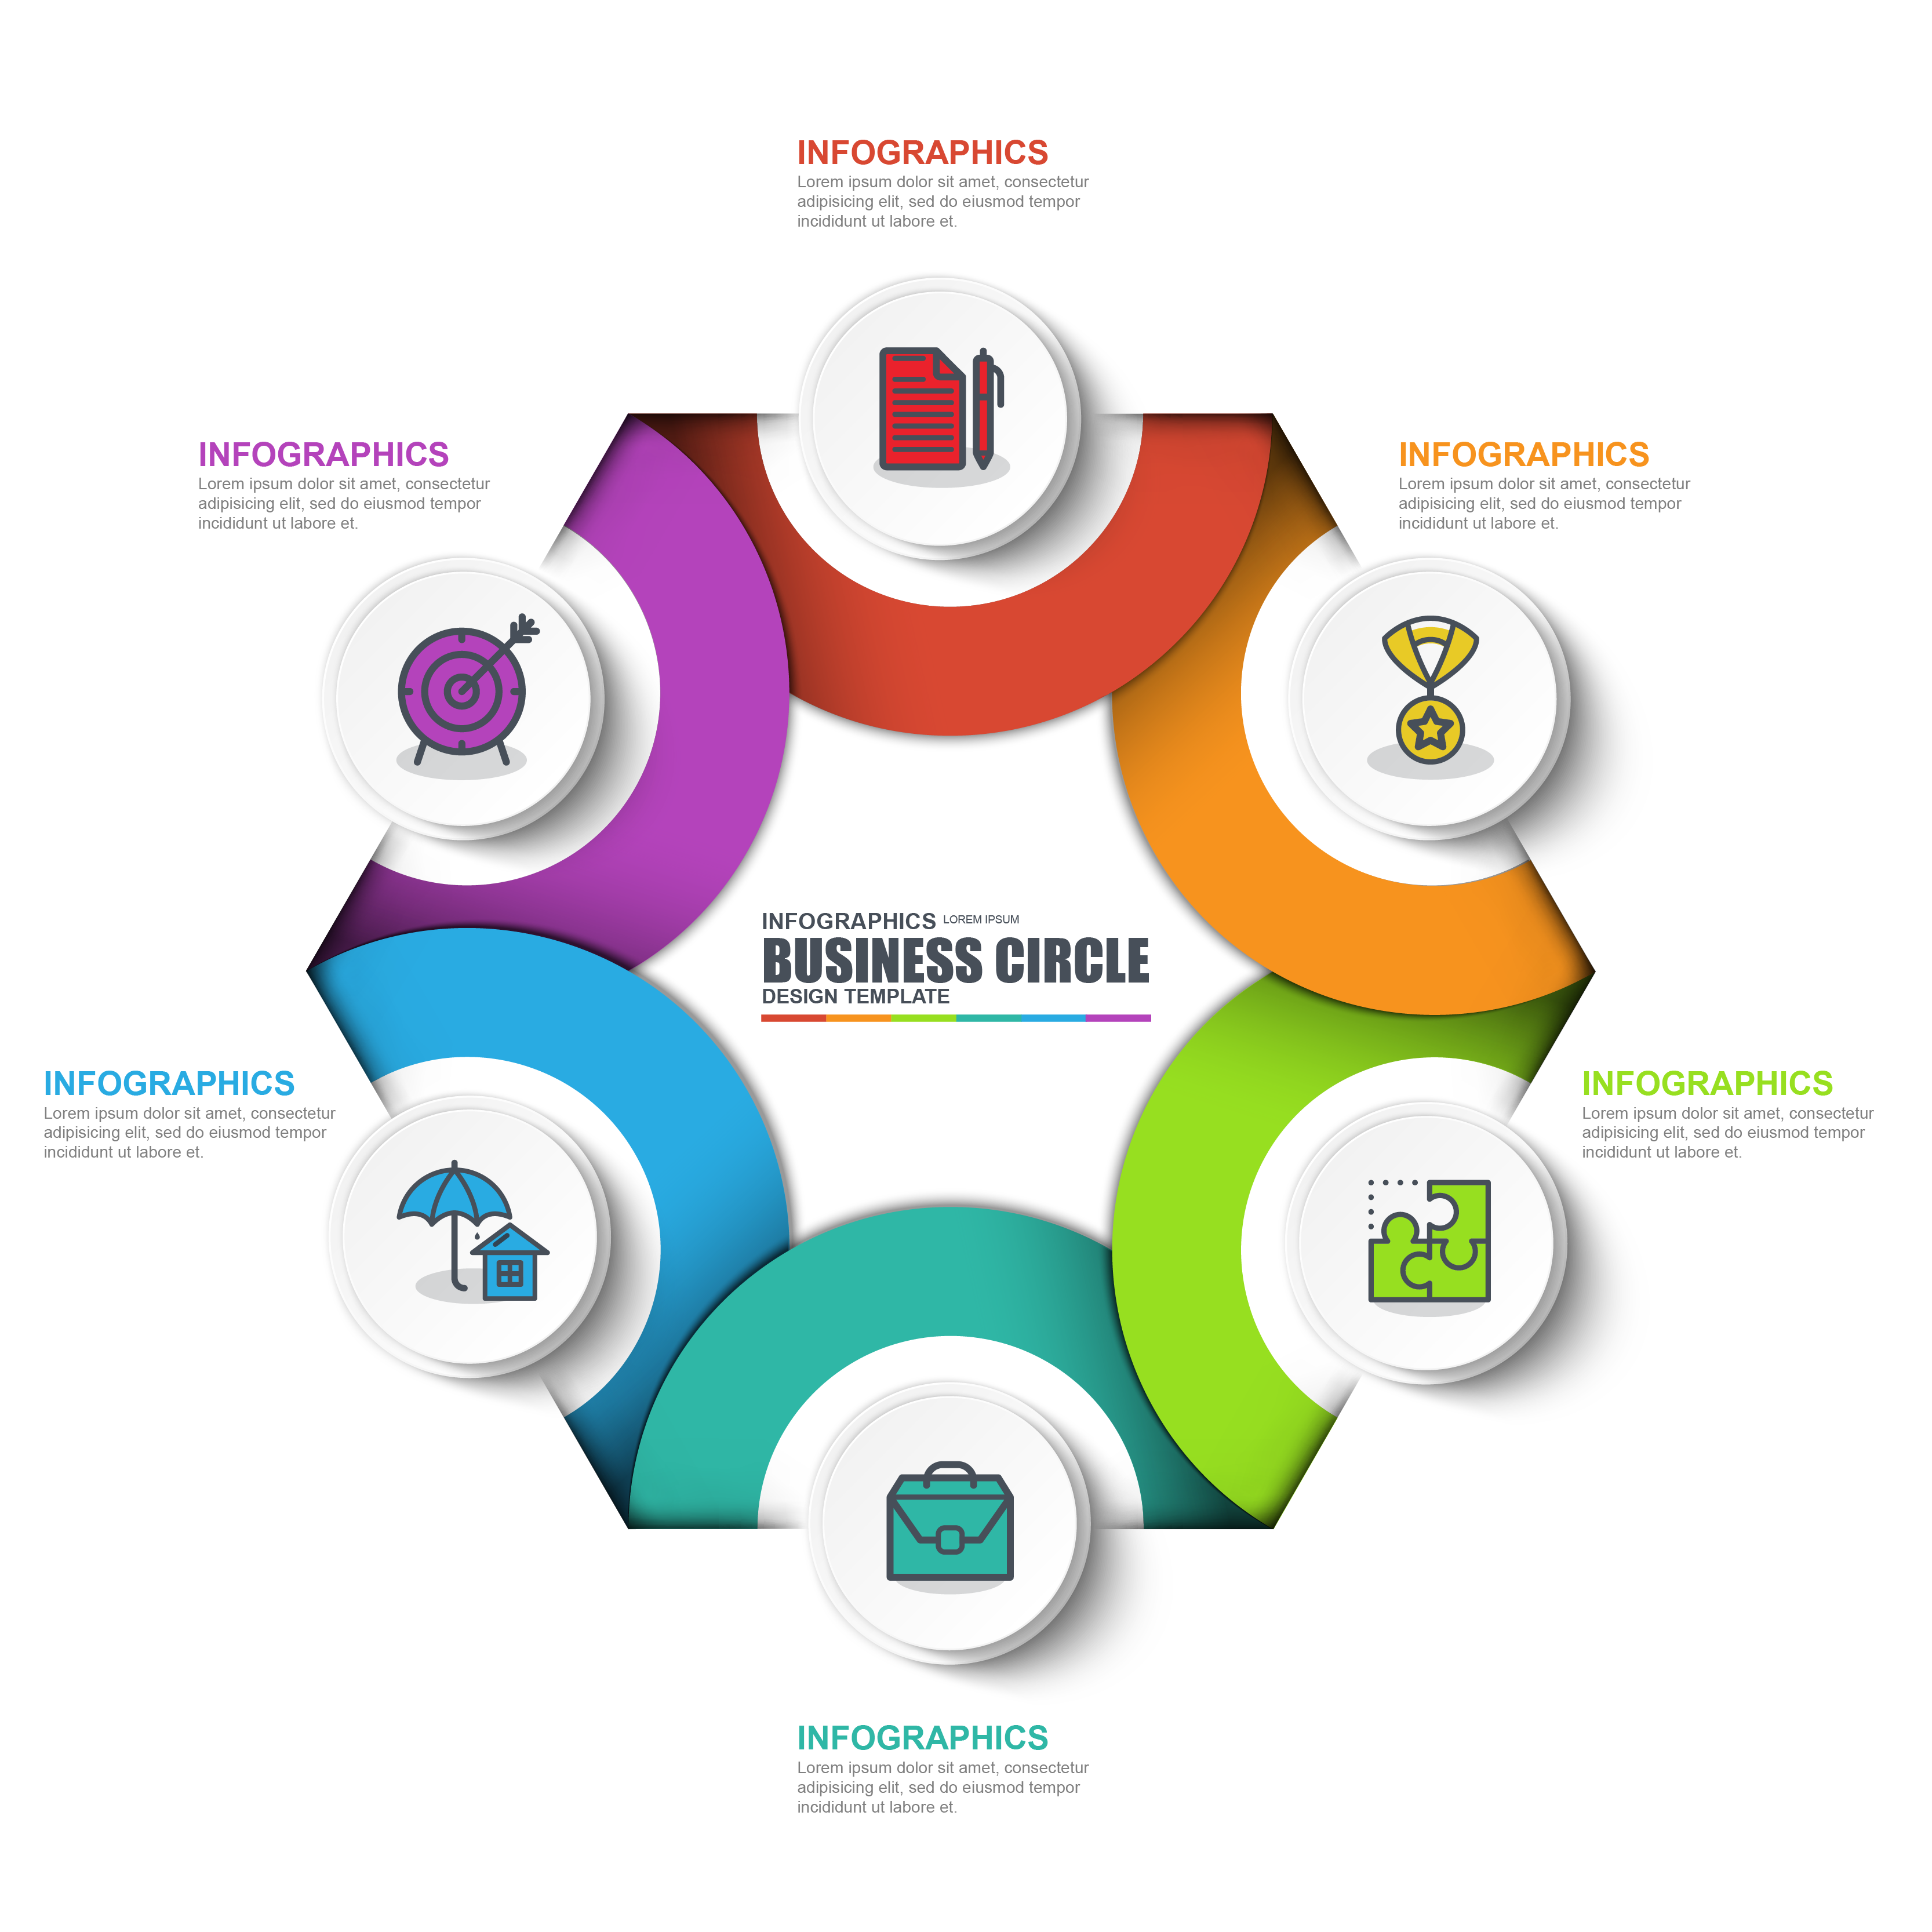 INFOGRAPHICS
Lorem ipsum dolor sit amet, consectetur
adipisicing elit, sed do eiusmod tempor
incididunt ut labore et.
INFOGRAPHICS
Lorem ipsum dolor sit amet, consectetur
adipisicing elit, sed do eiusmod tempor
incididunt ut labore et.
INFOGRAPHICS
Lorem ipsum dolor sit amet, consectetur
adipisicing elit, sed do eiusmod tempor
incididunt ut labore et.
INFOGRAPHICS LOREM IPSUM
BUSINESS CIRCLE
DESIGN TEMPLATE
INFOGRAPHICS
Lorem ipsum dolor sit amet, consectetur
adipisicing elit, sed do eiusmod tempor
incididunt ut labore et.
INFOGRAPHICS
Lorem ipsum dolor sit amet, consectetur
adipisicing elit, sed do eiusmod tempor
incididunt ut labore et.
INFOGRAPHICS
Lorem ipsum dolor sit amet, consectetur
adipisicing elit, sed do eiusmod tempor
incididunt ut labore et.